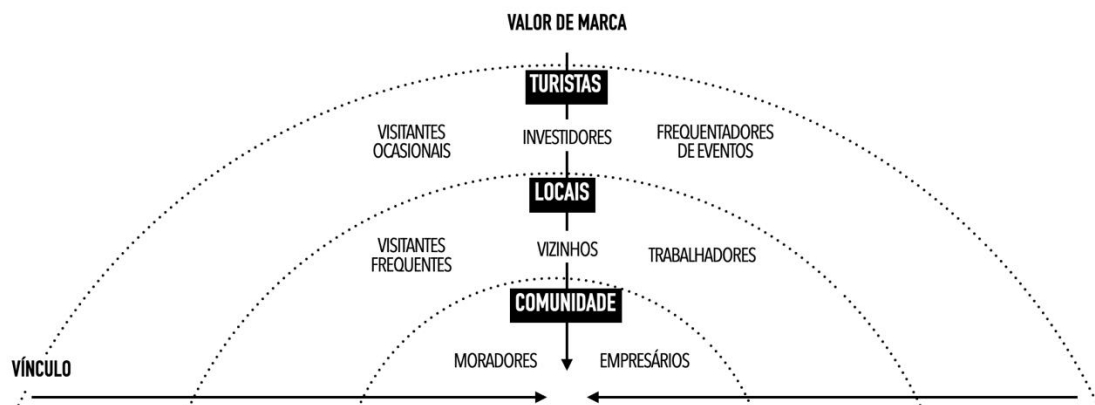 VALOR DE MARCA
TURISTAS
VISITANTES
OCASIONAIS
INVESTIDORES
FREQUENTADORES
DE EVENTOS
LOCAIS
VISITANTES
FREQUENTES
VIZINHOS
TRABALHADORES
COMUNIDADE
MORADORES
EMPRESÁRIOS
VÍNCULO